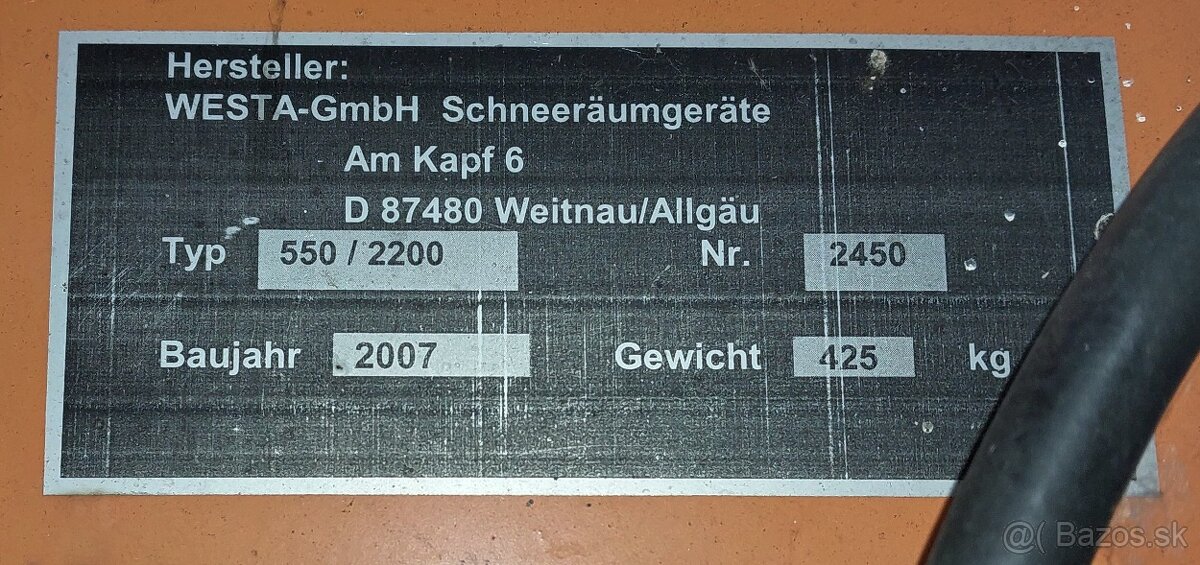 Hersteller:
WESTA-GmbH Schneeräumgeräte
Am Kapf 6
D 87480 Weitnau/Allgäu
Typ 550 / 2200 Nr. 2450
Baujahr 2007 Gewicht 425 kg
@( Bazos.sk